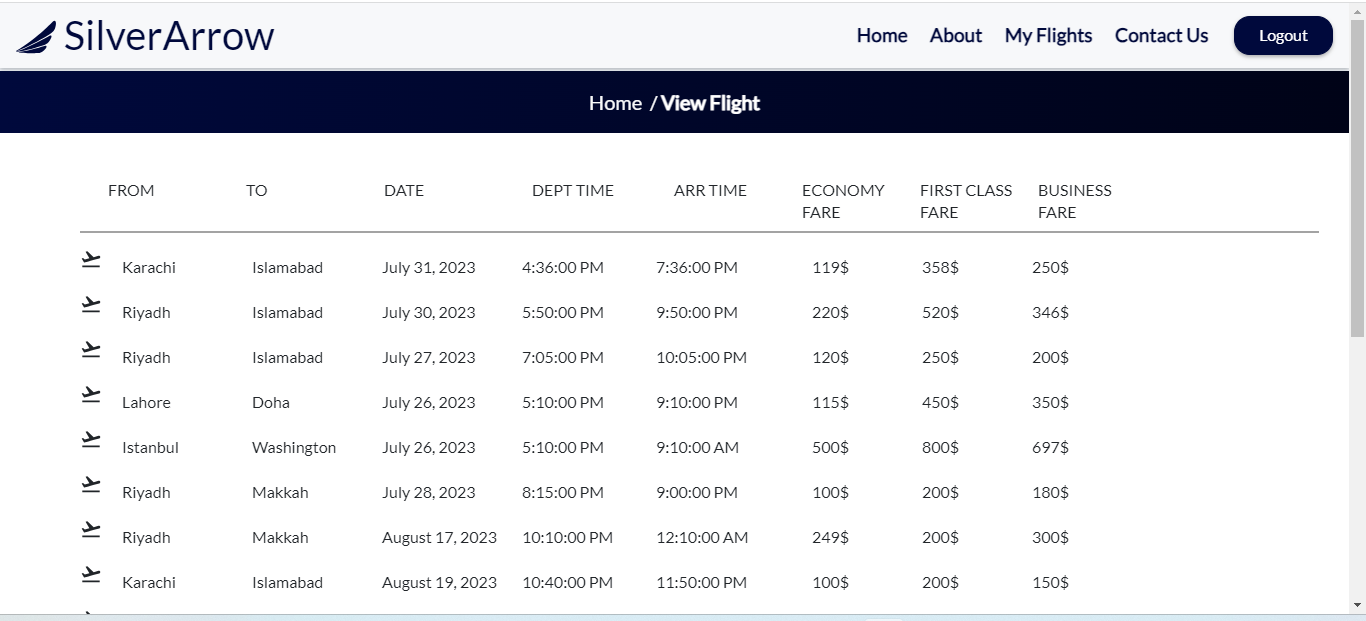 SilverArrow Home About My Flights Contact Us Logout
Home / View Flight
FROM TO DATE DEPT TIME ARR TIME ECONOMY FARE FIRST CLASS FARE BUSINESS FARE
Karachi Islamabad July 31, 2023 4:36:00 PM 7:36:00 PM 119$ 358$ 250$
Riyadh Islamabad July 30, 2023 5:50:00 PM 9:50:00 PM 220$ 520$ 346$
Riyadh Islamabad July 27, 2023 7:05:00 PM 10:05:00 PM 120$ 250$ 200$
Lahore Doha July 26, 2023 5:10:00 PM 9:10:00 PM 115$ 450$ 350$
Istanbul Washington July 26, 2023 5:10:00 PM 9:10:00 AM 500$ 800$ 697$
Riyadh Makkah July 28, 2023 8:15:00 PM 9:00:00 PM 100$ 200$ 180$
Riyadh Makkah August 17, 2023 10:10:00 PM 12:10:00 AM 249$ 200$ 300$
Karachi Islamabad August 19, 2023 10:40:00 PM 11:50:00 PM 100$ 200$ 150$